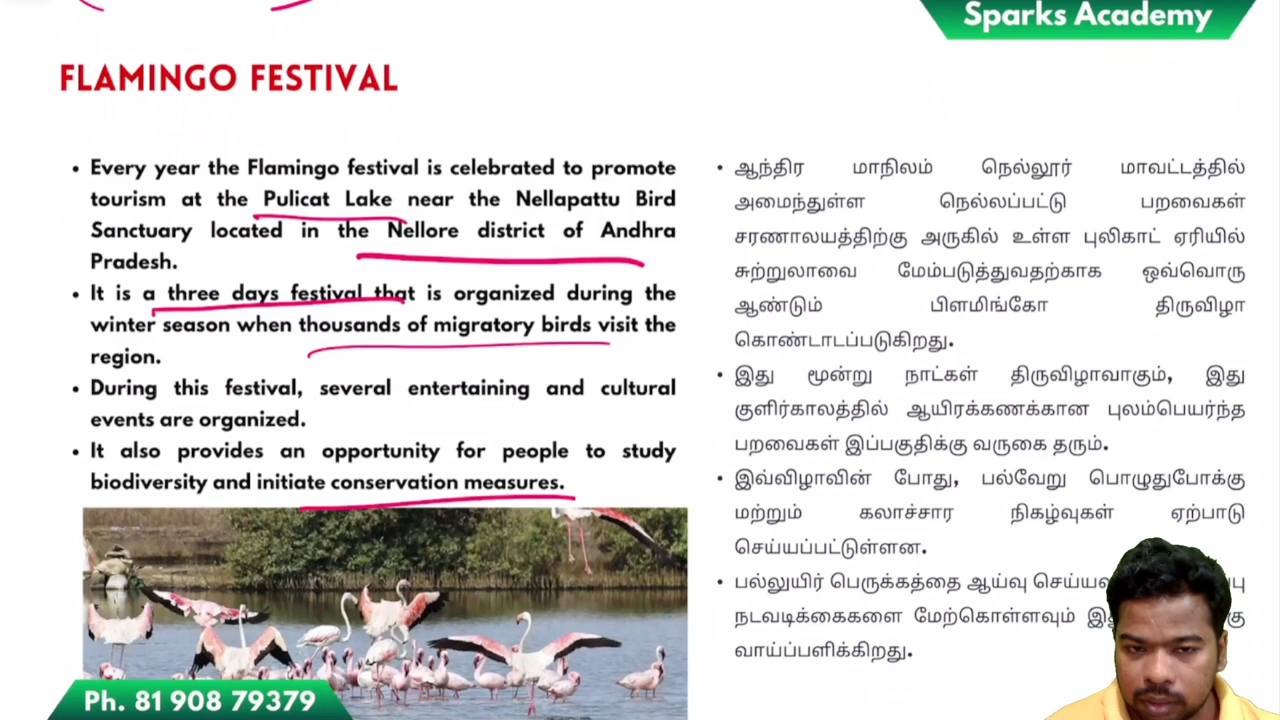 Sparks Academy
FLAMINGO FESTIVAL
• Every year the Flamingo festival is celebrated to promote
tourism at the Pulicat Lake near the Nellapattu Bird
Sanctuary located in the Nellore district of Andhra
Pradesh.
• It is a three days festival that is organized during the
winter season when thousands of migratory birds visit the
region.
• During this festival, several entertaining and cultural
events are organized.
• It also provides an opportunity for people to study
biodiversity and initiate conservation measures.
• ஆந்திர மாநிலம் நெல்லூர் மாவட்டத்தில்
அமைந்துள்ள நெல்லப்பட்டு பறவைகள்
சரணாலயத்திற்கு அருகில் உள்ள புலிகாட் ஏரியில்
சுற்றுலாவை மேம்படுத்துவதற்காக ஒவ்வொரு
ஆண்டும் பிளமிங்கோ திருவிழா
கொண்டாடப்படுகிறது.
• இது மூன்று நாட்கள் திருவிழாவாகும், இது
குளிர்காலத்தில் ஆயிரக்கணக்கான புலம்பெயர்ந்த
பறவைகள் இப்பகுதிக்கு வருகை தரும்.
• இவ்விழாவின் போது, பல்வேறு பொழுதுபோக்கு
மற்றும் கலாச்சார நிகழ்வுகள் ஏற்பாடு
செய்யப்பட்டுள்ளன.
• பல்லுயிர் பெருக்கத்தை ஆய்வு
நடவடிக்கைகளை மேற்கொள்ளவும்
வாய்ப்பளிக்கிறது.
Ph. 81 908 79379